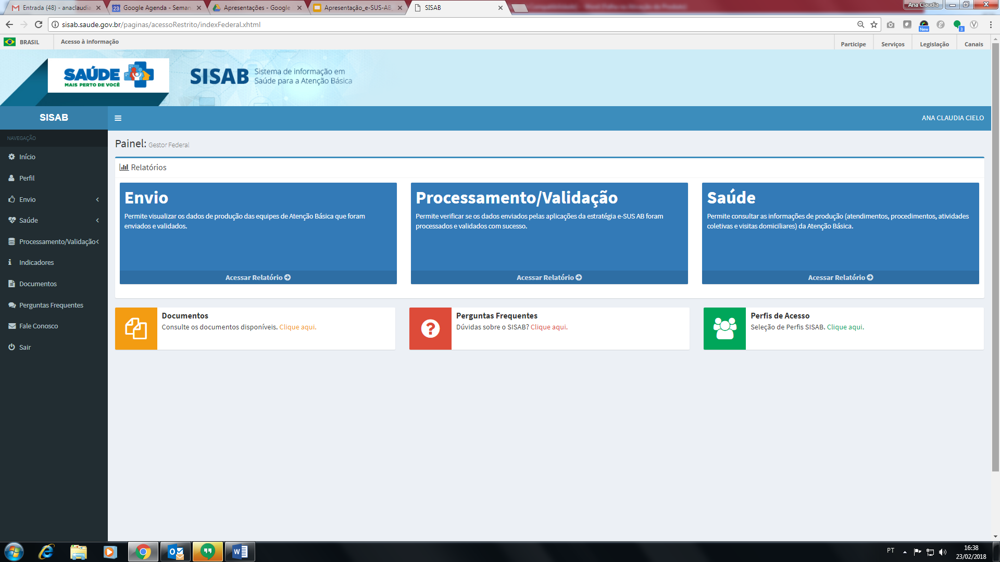 Entrada (48) - anaclaudia
23 Google Agenda - Seman
Apresentações - Google
Apresentação_e-SUS-AB
SISAB
Ana Claudia
sisab.saude.gov.br/paginas/acessoRestrito/indexFederal.xhtml
New
3
BRASIL
Acesso à informação
Participe
Serviços
Legislação
Canais
SAÚDE
MAIS PERTO DE VOCÊ
SISAB
Sistema de informação em
Saúde para a Atenção Básica
SISAB
ANA CLAUDIA CIELO
NAVEGAÇÃO
Início
Perfil
Envio
Saúde
Processamento/Validação
Indicadores
Documentos
Perguntas Frequentes
Fale Conosco
Sair
Painel: Gestor Federal
Relatórios
Envio
Permite visualizar os dados de produção das equipes de Atenção Básica que foram
enviados e validados.
Acessar Relatório
Processamento/Validação
Permite verificar se os dados enviados pelas aplicações da estratégia e-SUS AB foram
processados e validados com sucesso.
Acessar Relatório
Saúde
Permite consultar as informações de produção (atendimentos, procedimentos, atividades
coletivas e visitas domiciliares) da Atenção Básica.
Acessar Relatório
Documentos
Consulte os documentos disponíveis. Clique aqui.
Perguntas Frequentes
Dúvidas sobre o SISAB? Clique aqui.
Perfis de Acesso
Seleção de Perfis SISAB. Clique aqui.
PT
16:38
23/02/2018